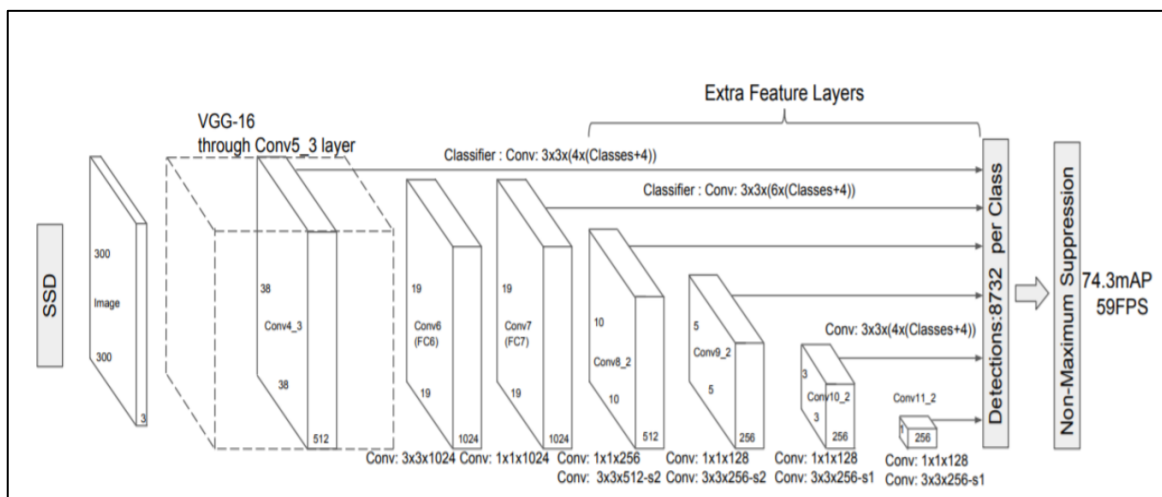 Extra Feature Layers
VGG-16
through Conv5_3 layer
Classifier : Conv: 3x3x(4x(Classes+4))
Classifier : Conv: 3x3x(6x(Classes+4))
SSD
300
Image
300
3
38
Conv4_3
38
512
19
Conv6
(FC6)
19
1024
19
Conv7
(FC7)
19
1024
10
Conv8_2
10
512
5
Conv9_2
5
256
Conv: 3x3x(4x(Classes+4))
3
Conv10_2
3
256
Conv11_2
1
256
Detections:8732 per Class
Non-Maximum Suppression
74.3mAP
59FPS
Conv: 3x3x1024
Conv: 1x1x1024
Conv: 1x1x256
Conv: 3x3x512-s2
Conv: 1x1x128
Conv: 3x3x256-s2
Conv: 1x1x128
Conv: 3x3x256-s1
Conv: 1x1x128
Conv: 3x3x256-s1